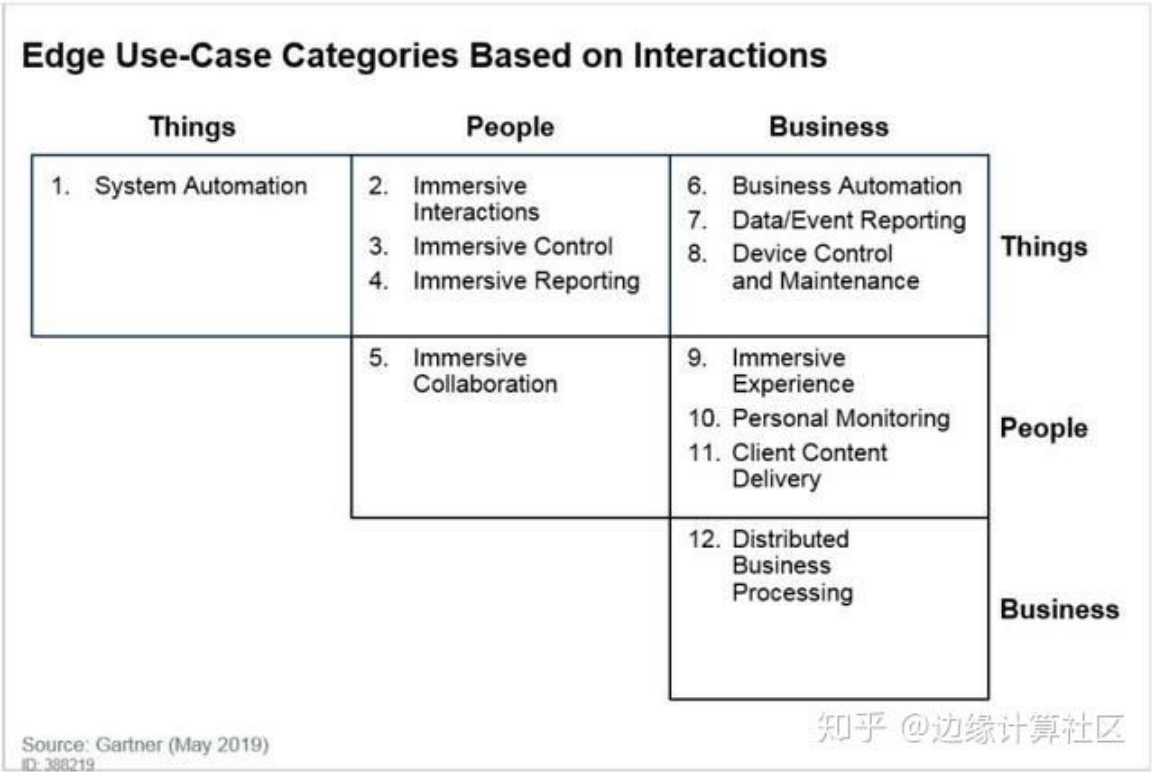 Edge Use-Case Categories Based on Interactions
Things People Business
1. System Automation
2. Immersive
Interactions
3. Immersive Control
4. Immersive Reporting
6. Business Automation
7. Data/Event Reporting
8. Device Control
and Maintenance
Things
5. Immersive
Collaboration
9. Immersive
Experience
10. Personal Monitoring
11. Client Content
Delivery
People
12. Distributed
Business
Processing
Business
Source: Gartner (May 2019)
ID: 388219
知乎 @边缘计算社区